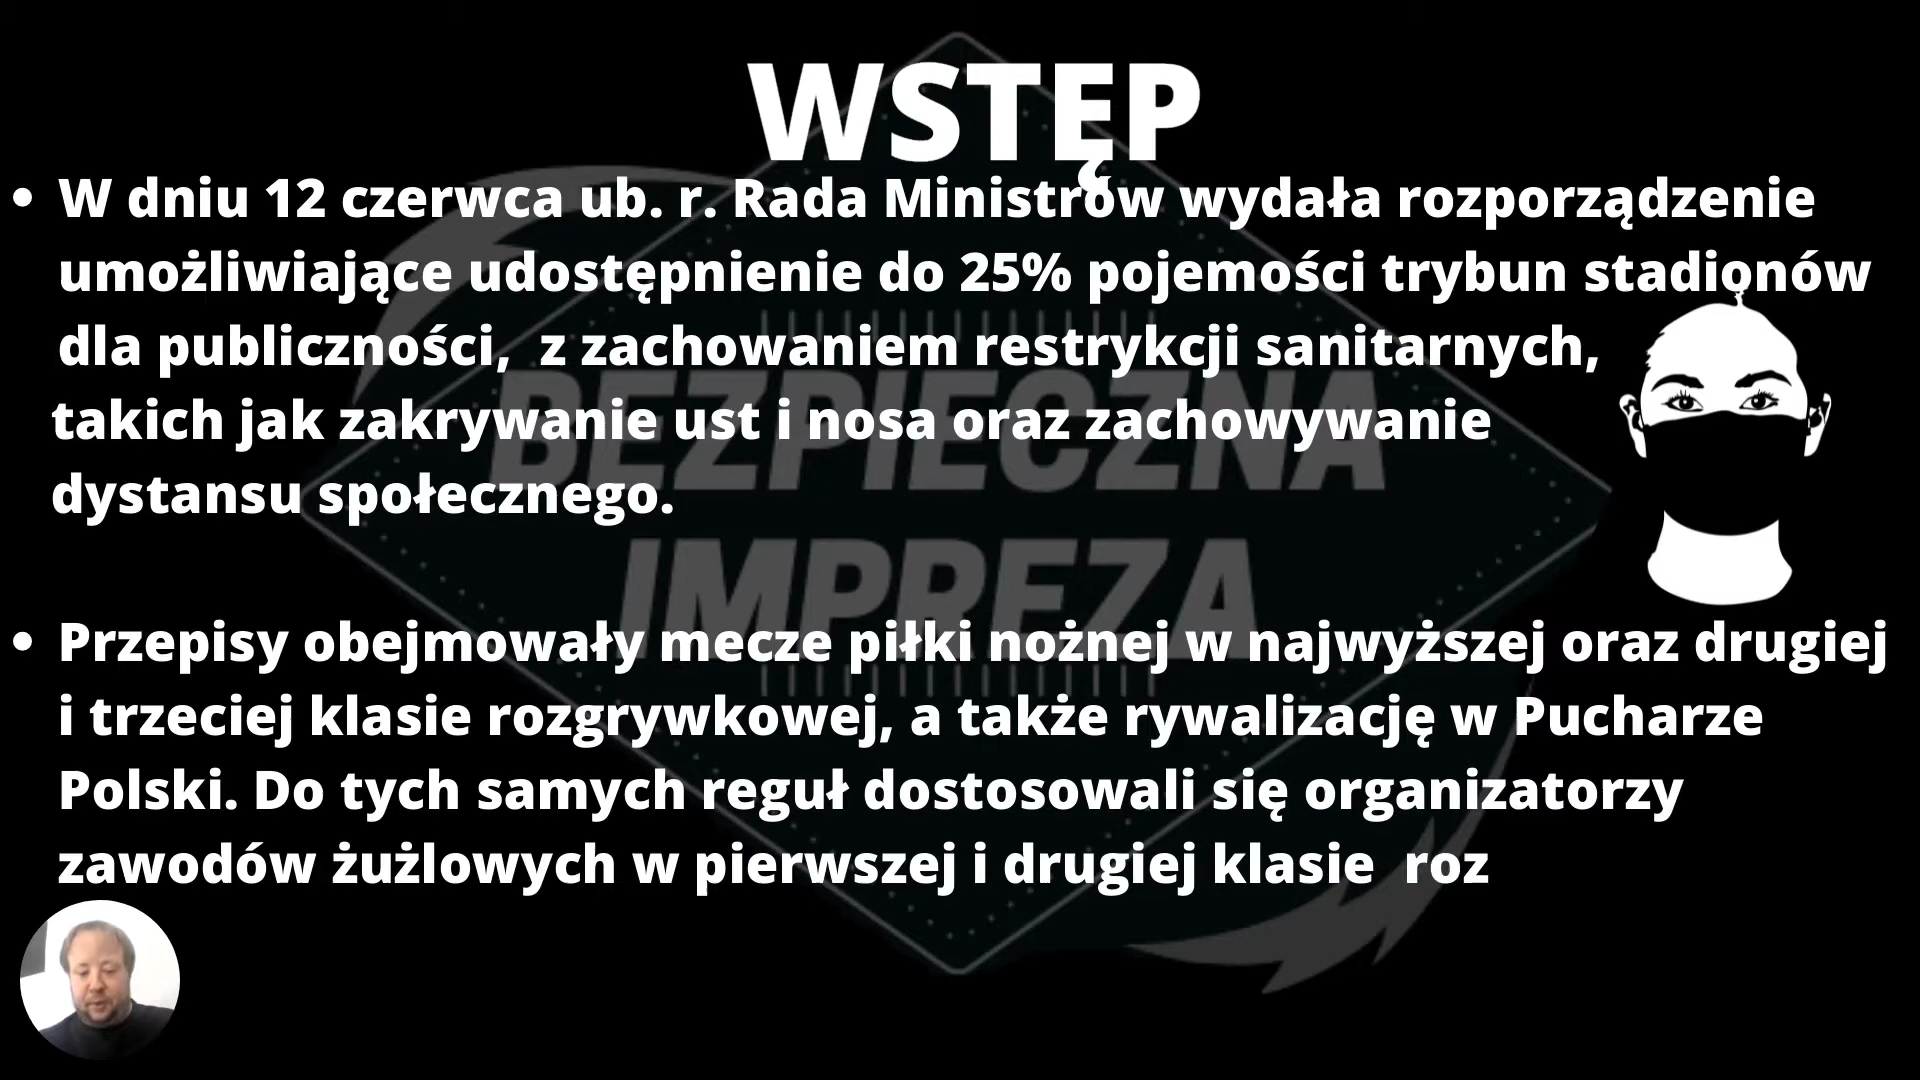 WSTĘP
• W dniu 12 czerwca ub. r. Rada Ministrów wydała rozporządzenie
umożliwiające udostępnienie do 25% pojemości trybun stadionów
dla publiczności,  z zachowaniem restrykcji sanitarnych,
takich jak zakrywanie ust i nosa oraz zachowywanie
dystansu społecznego.
BEZPIECZNA
IMPREZA
• Przepisy obejmowały mecze piłki nożnej w najwyższej oraz drugiej
i trzeciej klasie rozgrywkowej, a także rywalizację w Pucharze
Polski. Do tych samych reguł dostosowali się organizatorzy
zawodów żużlowych w pierwszej i drugiej klasie  roz